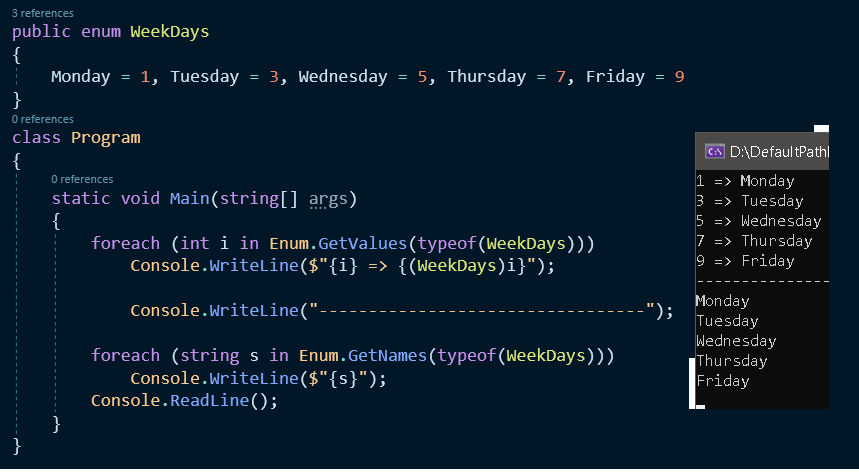 3 references
public enum WeekDays
{
Monday = 1, Tuesday = 3, Wednesday = 5, Thursday = 7, Friday = 9
}
0 references
class Program
{
0 references
static void Main(string[] args)
{
foreach (int i in Enum.GetValues(typeof(WeekDays)))
Console.WriteLine($"{i} => {(WeekDays)i}");
Console.WriteLine("---------------------------------");
foreach (string s in Enum.GetNames(typeof(WeekDays)))
Console.WriteLine($"{s}");
Console.ReadLine();
}
}
C:\ D:\DefaultPath
1 => Monday
3 => Tuesday
5 => Wednesday
7 => Thursday
9 => Friday
---------------
Monday
Tuesday
Wednesday
Thursday
Friday